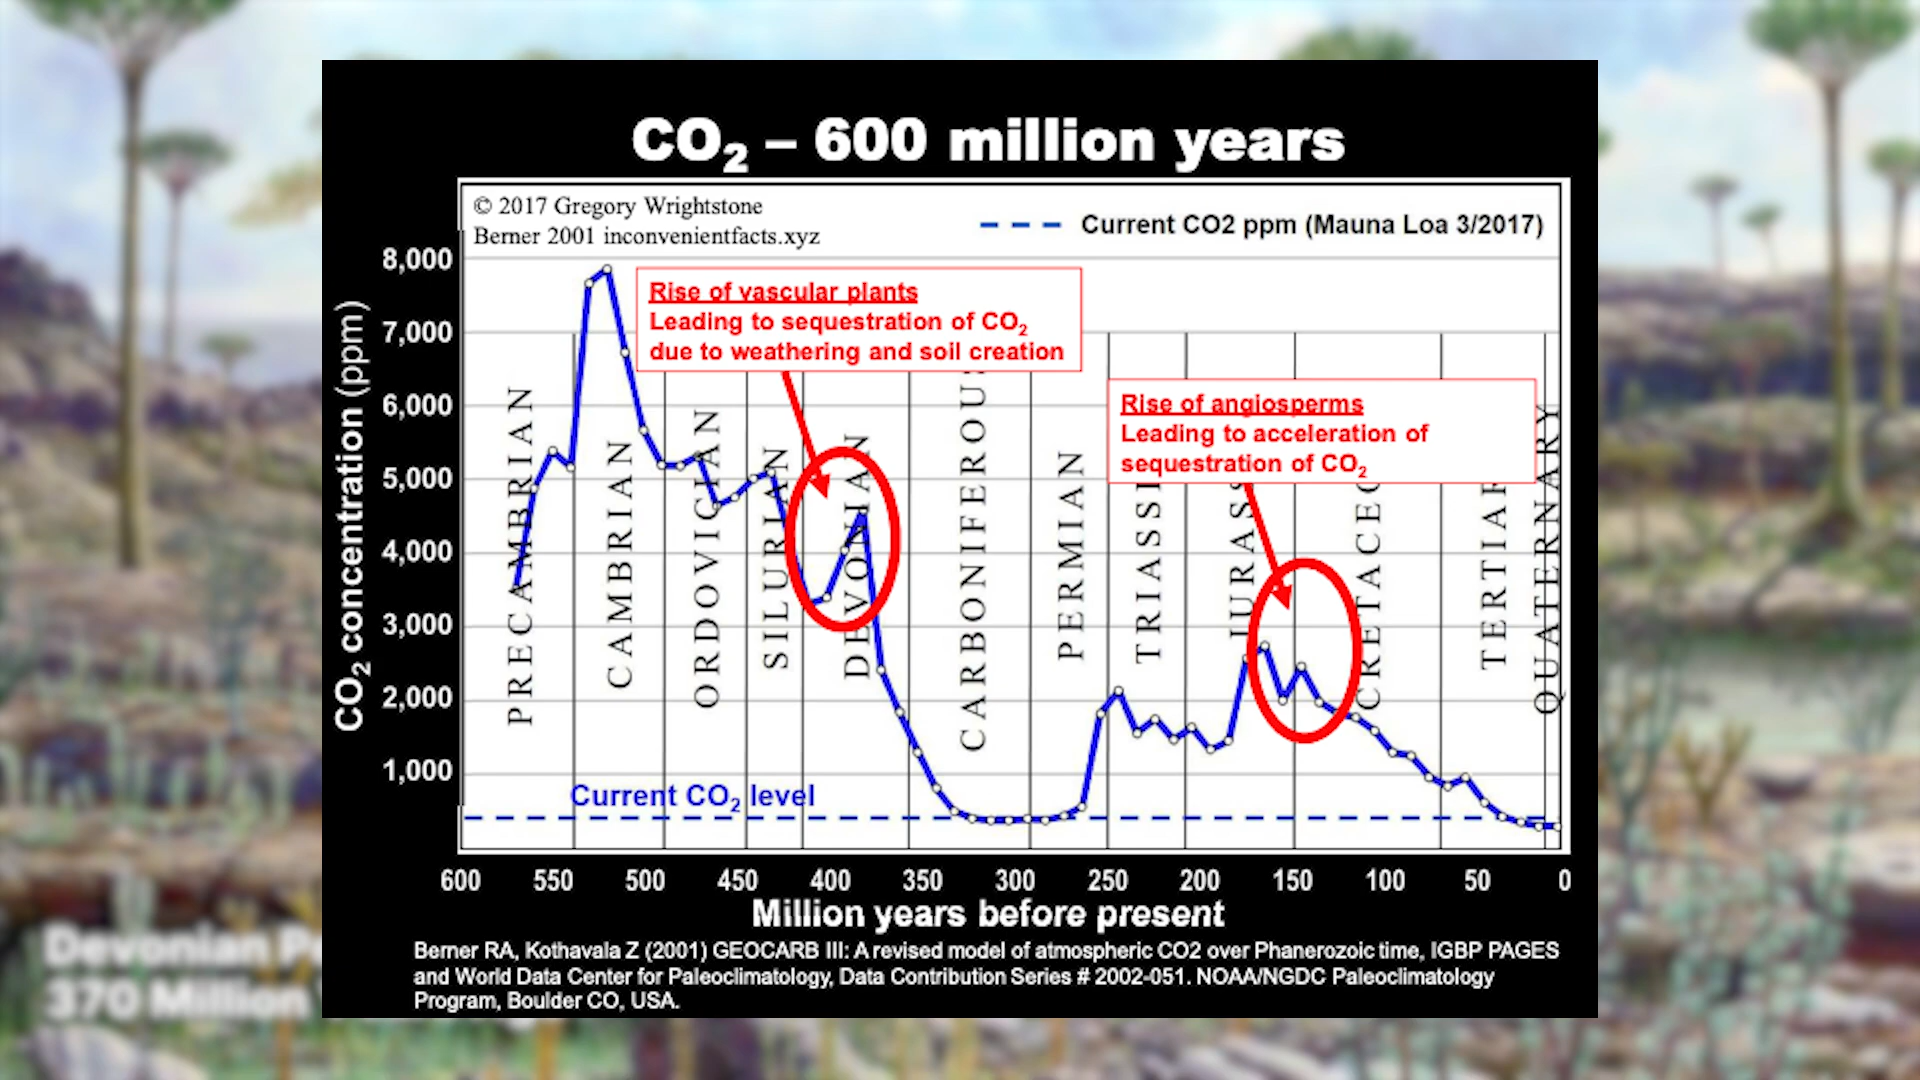 CO2 – 600 million years
© 2017 Gregory Wrightstone
Berner 2001 inconvenientfacts.xyz
Current CO2 ppm (Mauna Loa 3/2017)
8,000
7,000
6,000
5,000
4,000
3,000
2,000
1,000
CO2 concentration (ppm)
Rise of vascular plants
Leading to sequestration of CO2
due to weathering and soil creation
Rise of angiosperms
Leading to acceleration of
sequestration of CO2
PRECAMBRIAN
CAMBRIAN
ORDOVICIAN
SILURIAN
DEVONIAN
CARBONIFEROU
PERMIAN
TRIASSI
JURASS
CRETACEO
TERTIAR
QUATERNARY
Current CO2 level
600 550 500 450 400 350 300 250 200 150 100 50 0
Million years before present
Berner RA, Kothavala Z (2001) GEOCARB III: A revised model of atmospheric CO2 over Phanerozoic time, IGBP PAGES
and World Data Center for Paleoclimatology, Data Contribution Series # 2002-051. NOAA/NGDC Paleoclimatology
Program, Boulder CO, USA.
Devonian Pe
370 Million